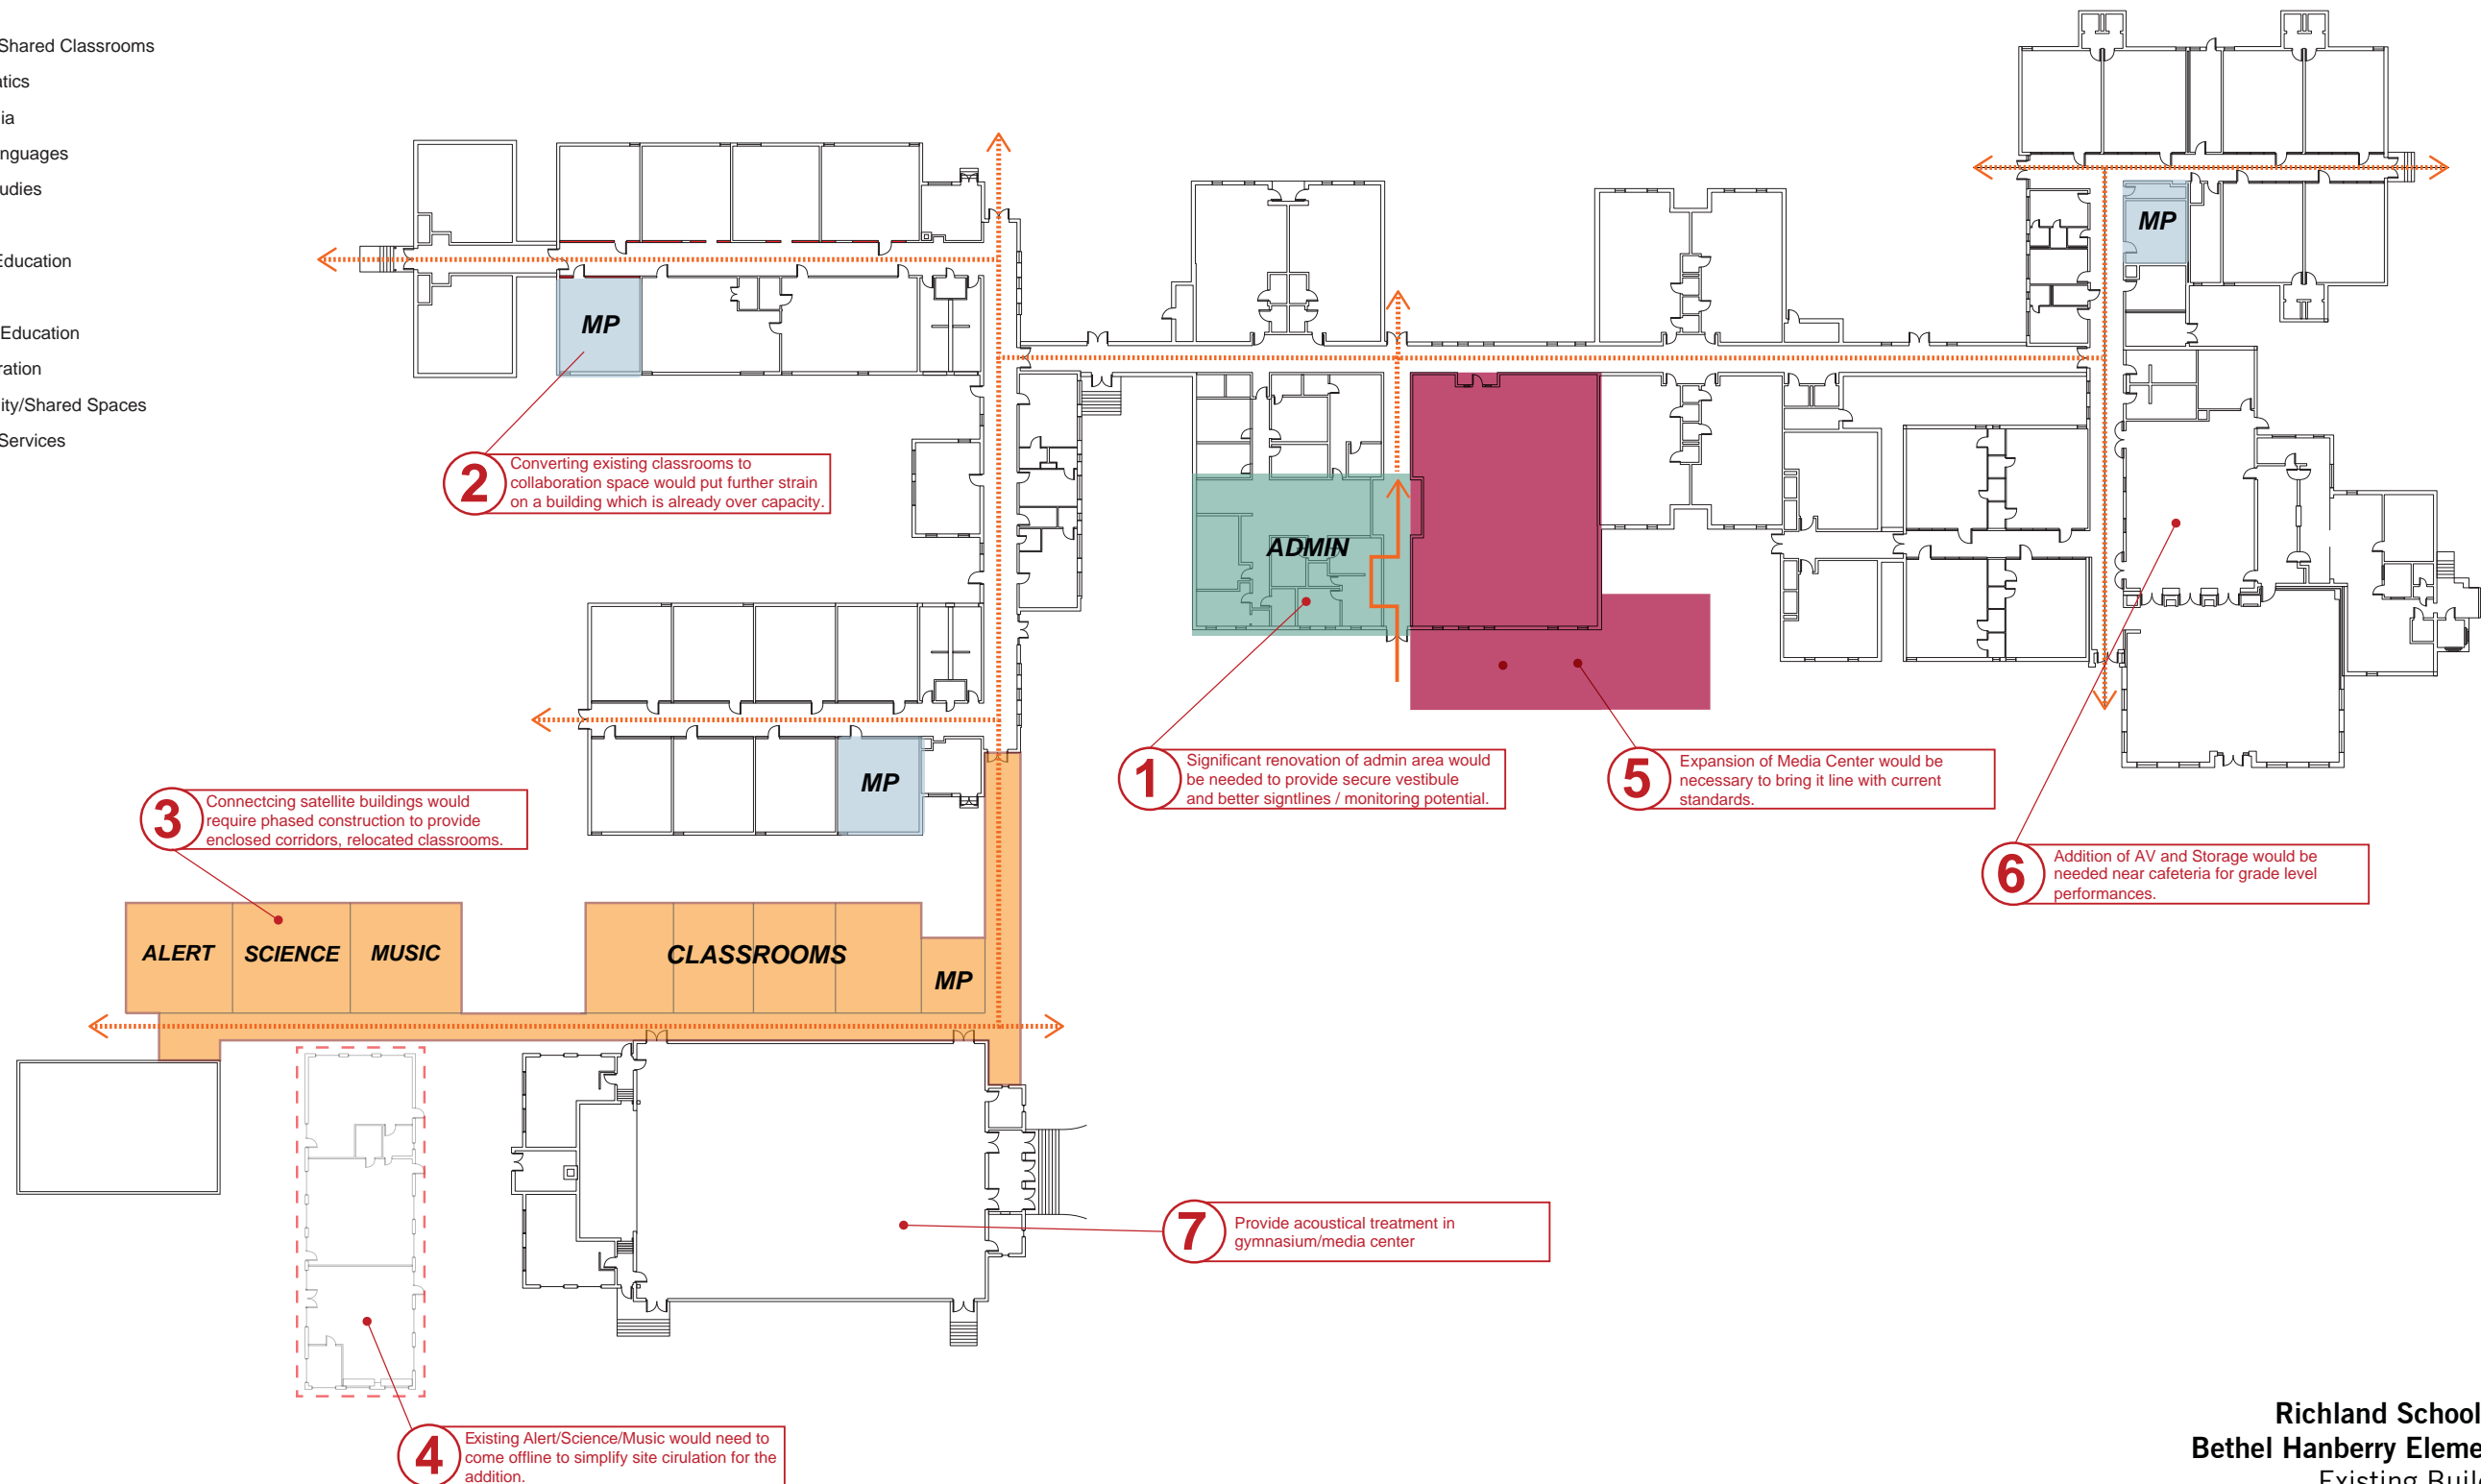 Shared Classrooms
nguages
Education
Education
ity/Shared Spaces
Services
MP
MP
2
Converting existing classrooms to
collaboration space would put further strain
on a building which is already over capacity.
ADMIN
1
Significant renovation of admin area would
be needed to provide secure vestibule
and better signtlines / monitoring potential.
5
Expansion of Media Center would be
necessary to bring it line with current
standards.
MP
3
Connectcing satellite buildings would
require phased construction to provide
enclosed corridors, relocated classrooms.
6
Addition of AV and Storage would be
needed near cafeteria for grade level
performances.
ALERT
SCIENCE
MUSIC
CLASSROOMS
MP
7
Provide acoustical treatment in
gymnasium/media center
4
Existing Alert/Science/Music would need to
come offline to simplify site cirulation for the
addition.
Richland School
Bethel Hanberry Eleme
Existing Buil